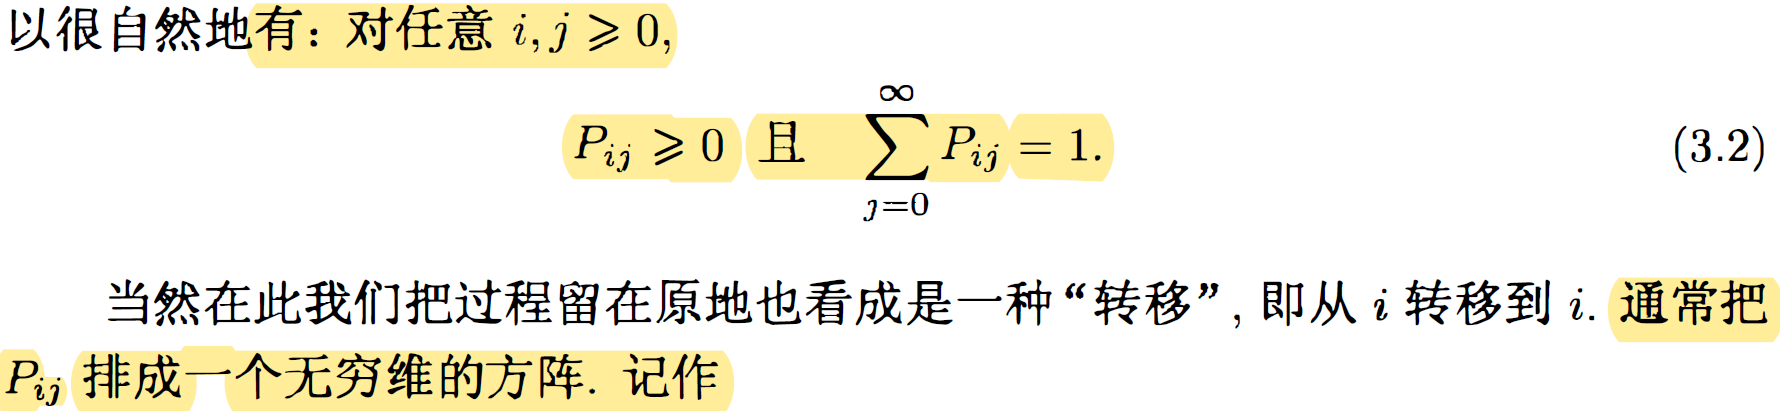 以很自然地有: 对任意 i, j ⩾ 0,
P_{ij} ⩾ 0 且 \sum_{j=0}^{\infty} P_{ij} = 1. (3.2)
当然在此我们把过程留在原地也看成是一种“转移”, 即从 i 转移到 i. 通常把
P_{ij} 排成一个无穷维的方阵. 记作